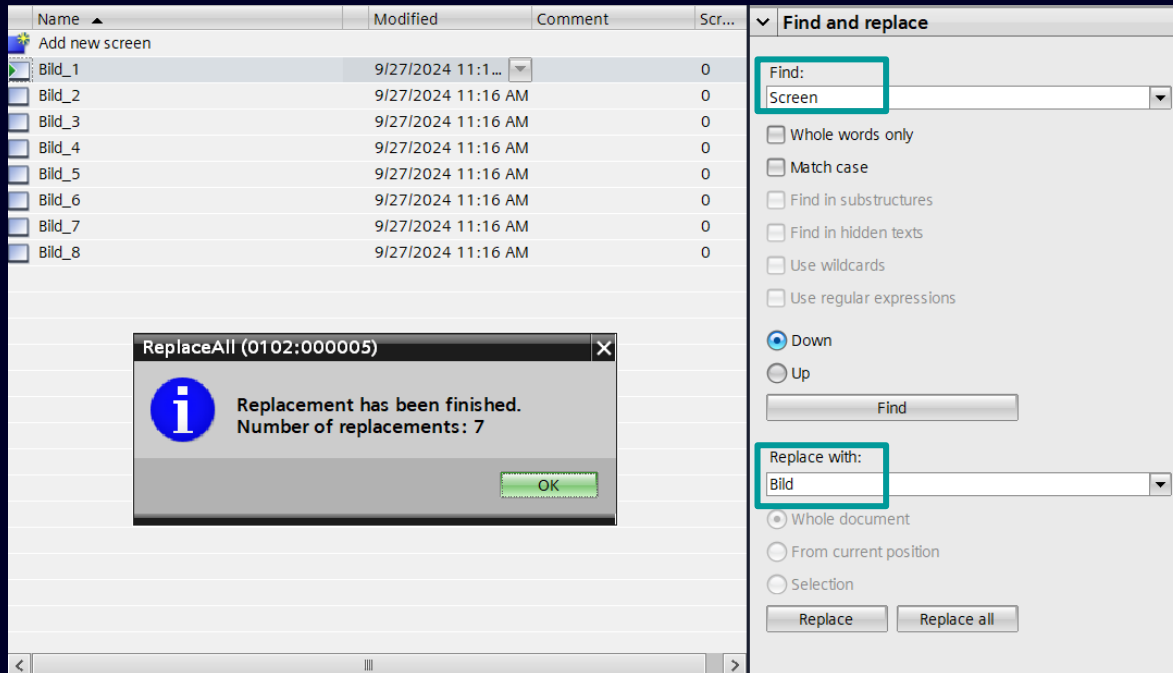 Name Modified Comment Scr...
Add new screen
Bild_1 9/27/2024 11:1... 0
Bild_2 9/27/2024 11:16 AM 0
Bild_3 9/27/2024 11:16 AM 0
Bild_4 9/27/2024 11:16 AM 0
Bild_5 9/27/2024 11:16 AM 0
Bild_6 9/27/2024 11:16 AM 0
Bild_7 9/27/2024 11:16 AM 0
Bild_8 9/27/2024 11:16 AM 0
ReplaceAll (0102:000005)
Replacement has been finished.
Number of replacements: 7
OK
Find and replace
Find:
Screen
Whole words only
Match case
Find in substructures
Find in hidden texts
Use wildcards
Use regular expressions
Down
Up
Find
Replace with:
Bild
Whole document
From current position
Selection
Replace Replace all